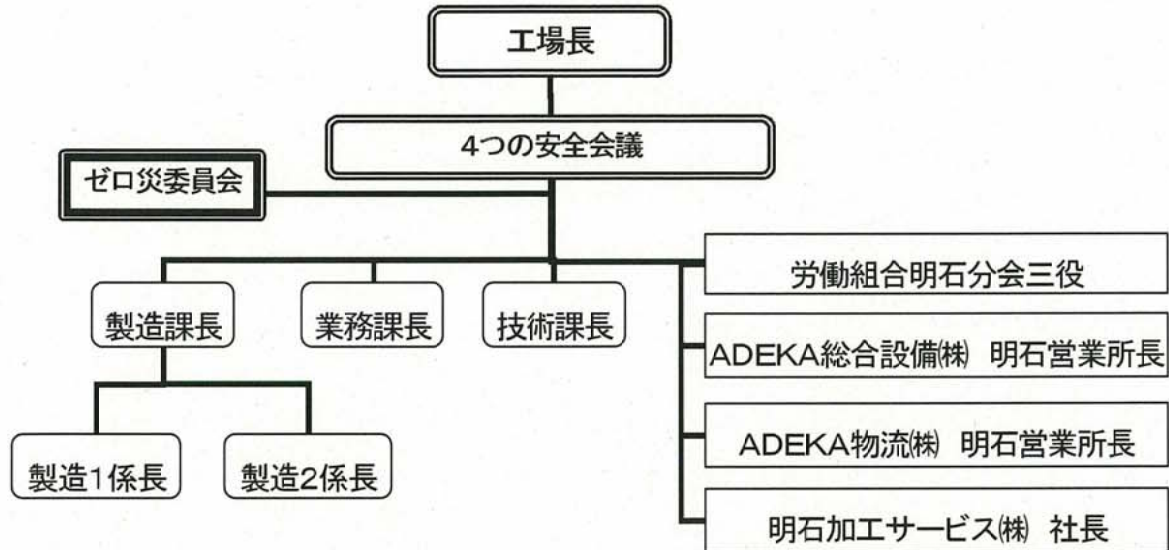 工場長
4つの安全会議
ゼロ災委員会
労働組合明石分会三役
製造課長
業務課長
技術課長
ADEKA総合設備㈱ 明石営業所長
ADEKA物流㈱ 明石営業所長
製造1係長
製造2係長
明石加工サービス㈱ 社長